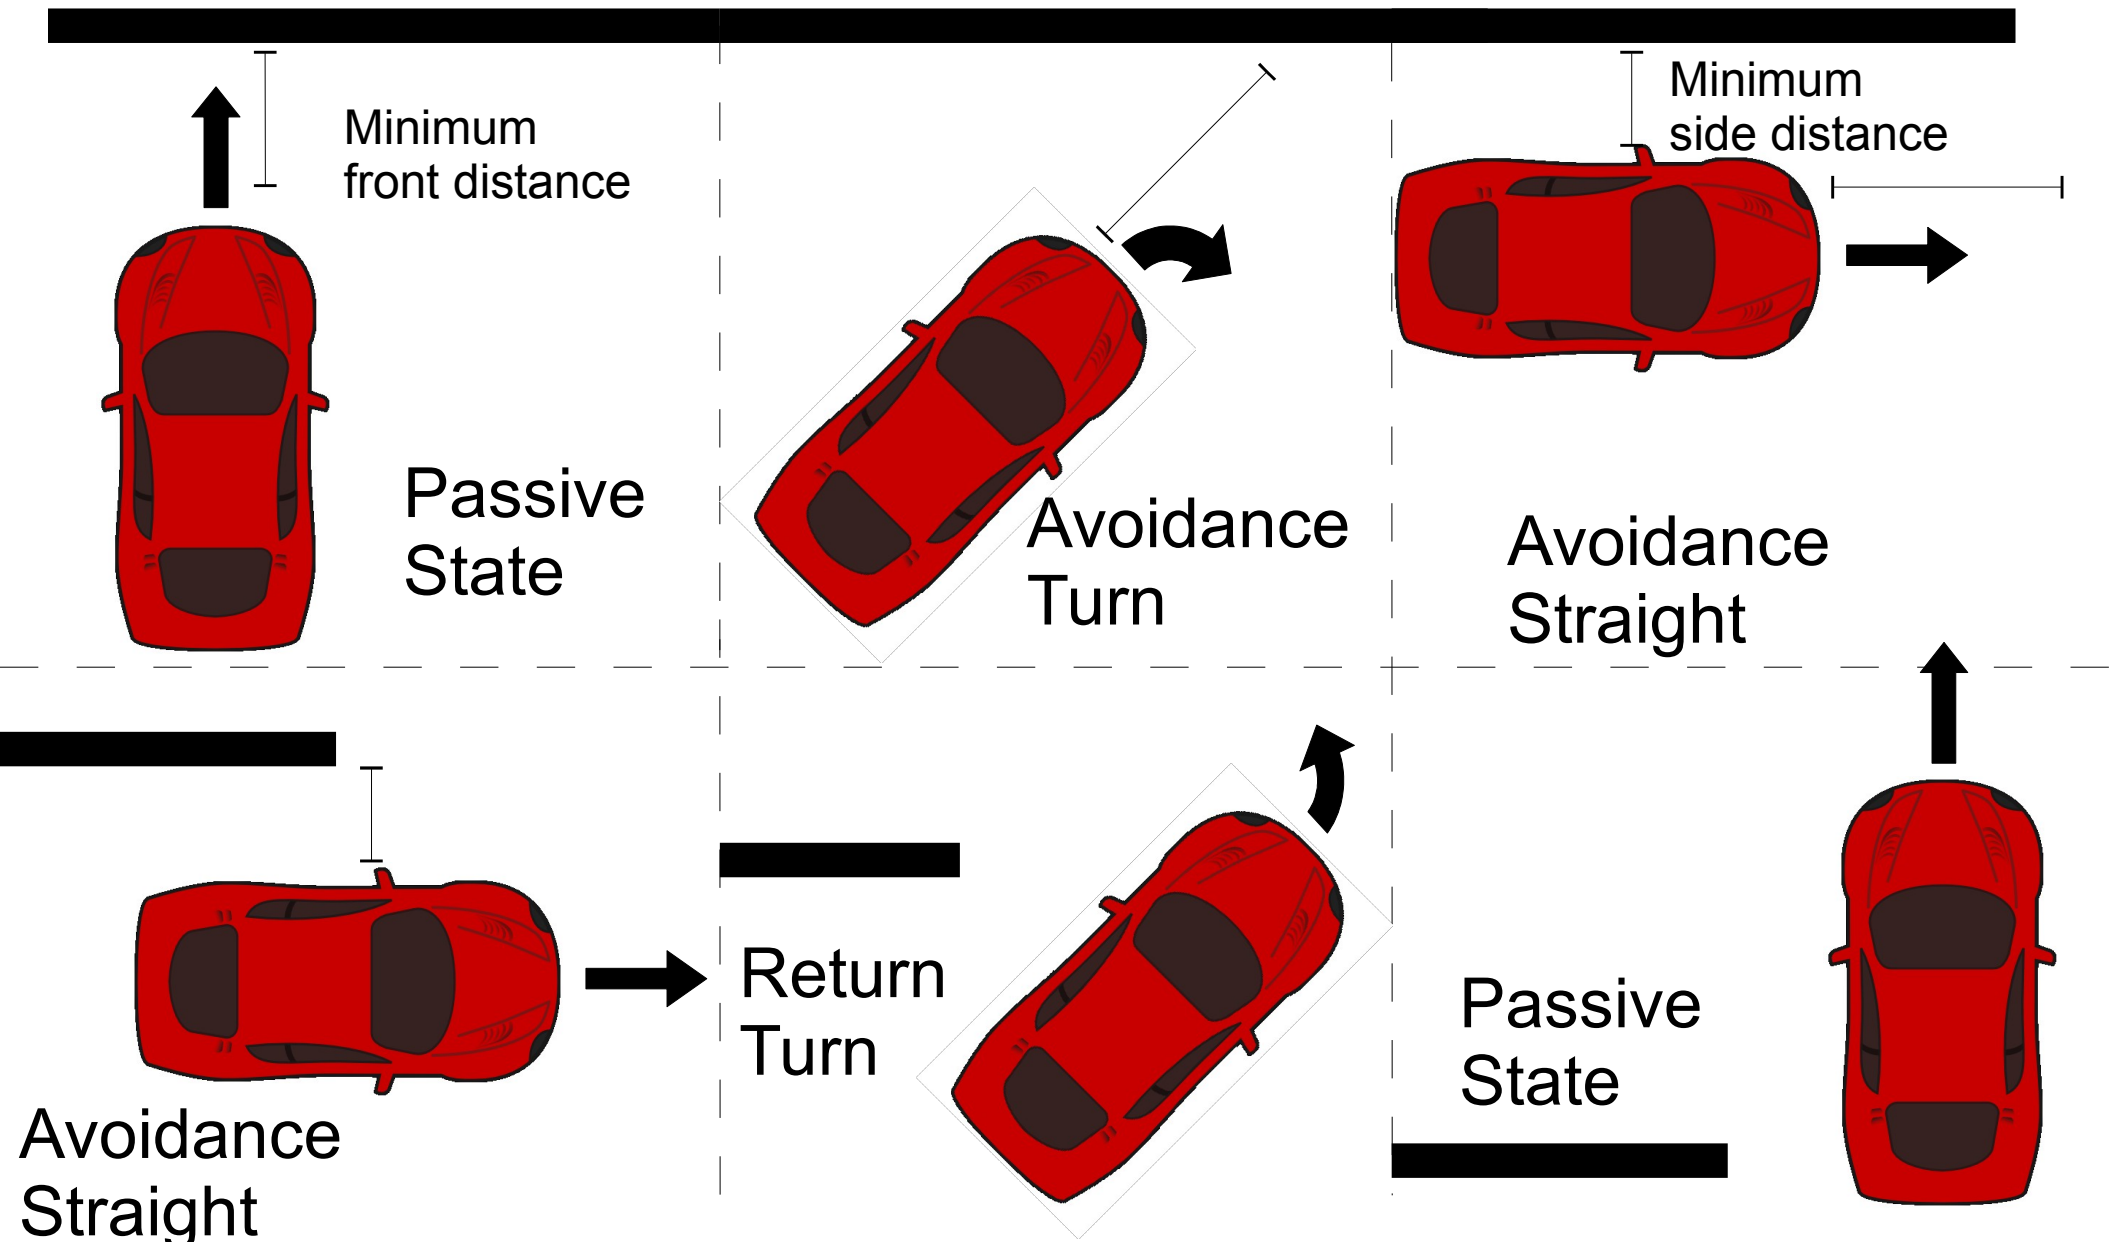 Minimum
front distance
Passive
State
Avoidance
Turn
Minimum
side distance
Avoidance
Straight
Avoidance
Straight
Return
Turn
Passive
State